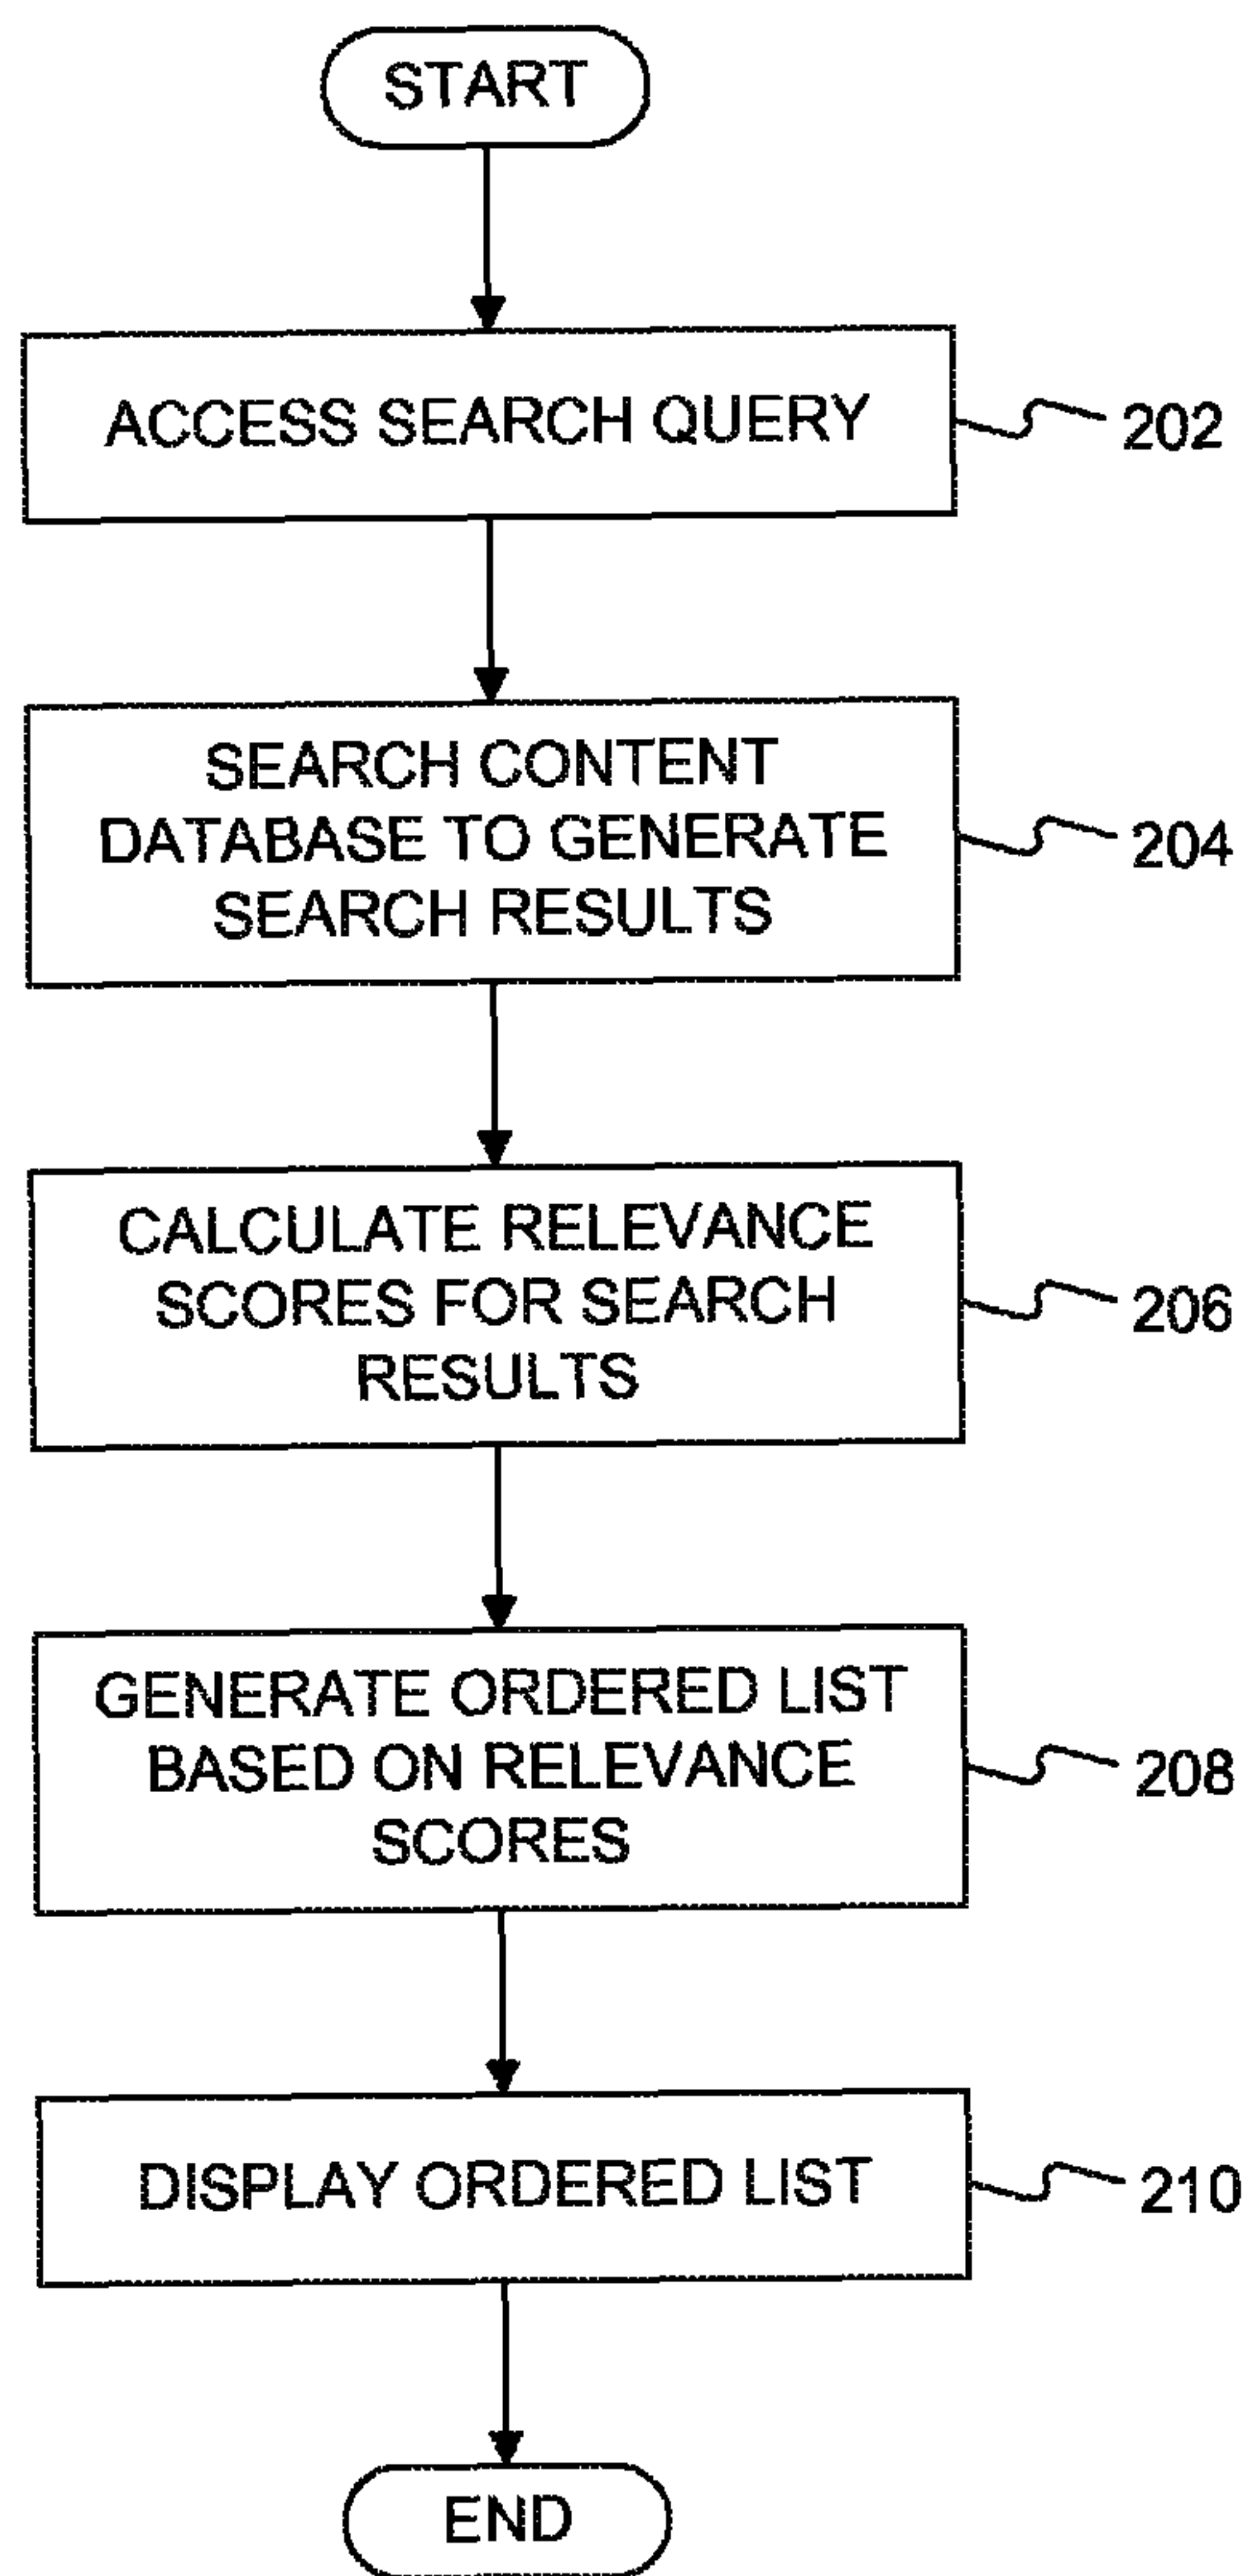 START
ACCESS SEARCH QUERY
202
SEARCH CONTENT
DATABASE TO GENERATE
SEARCH RESULTS
204
CALCULATE RELEVANCE
SCORES FOR SEARCH
RESULTS
206
GENERATE ORDERED LIST
BASED ON RELEVANCE
SCORES
208
DISPLAY ORDERED LIST
210
END